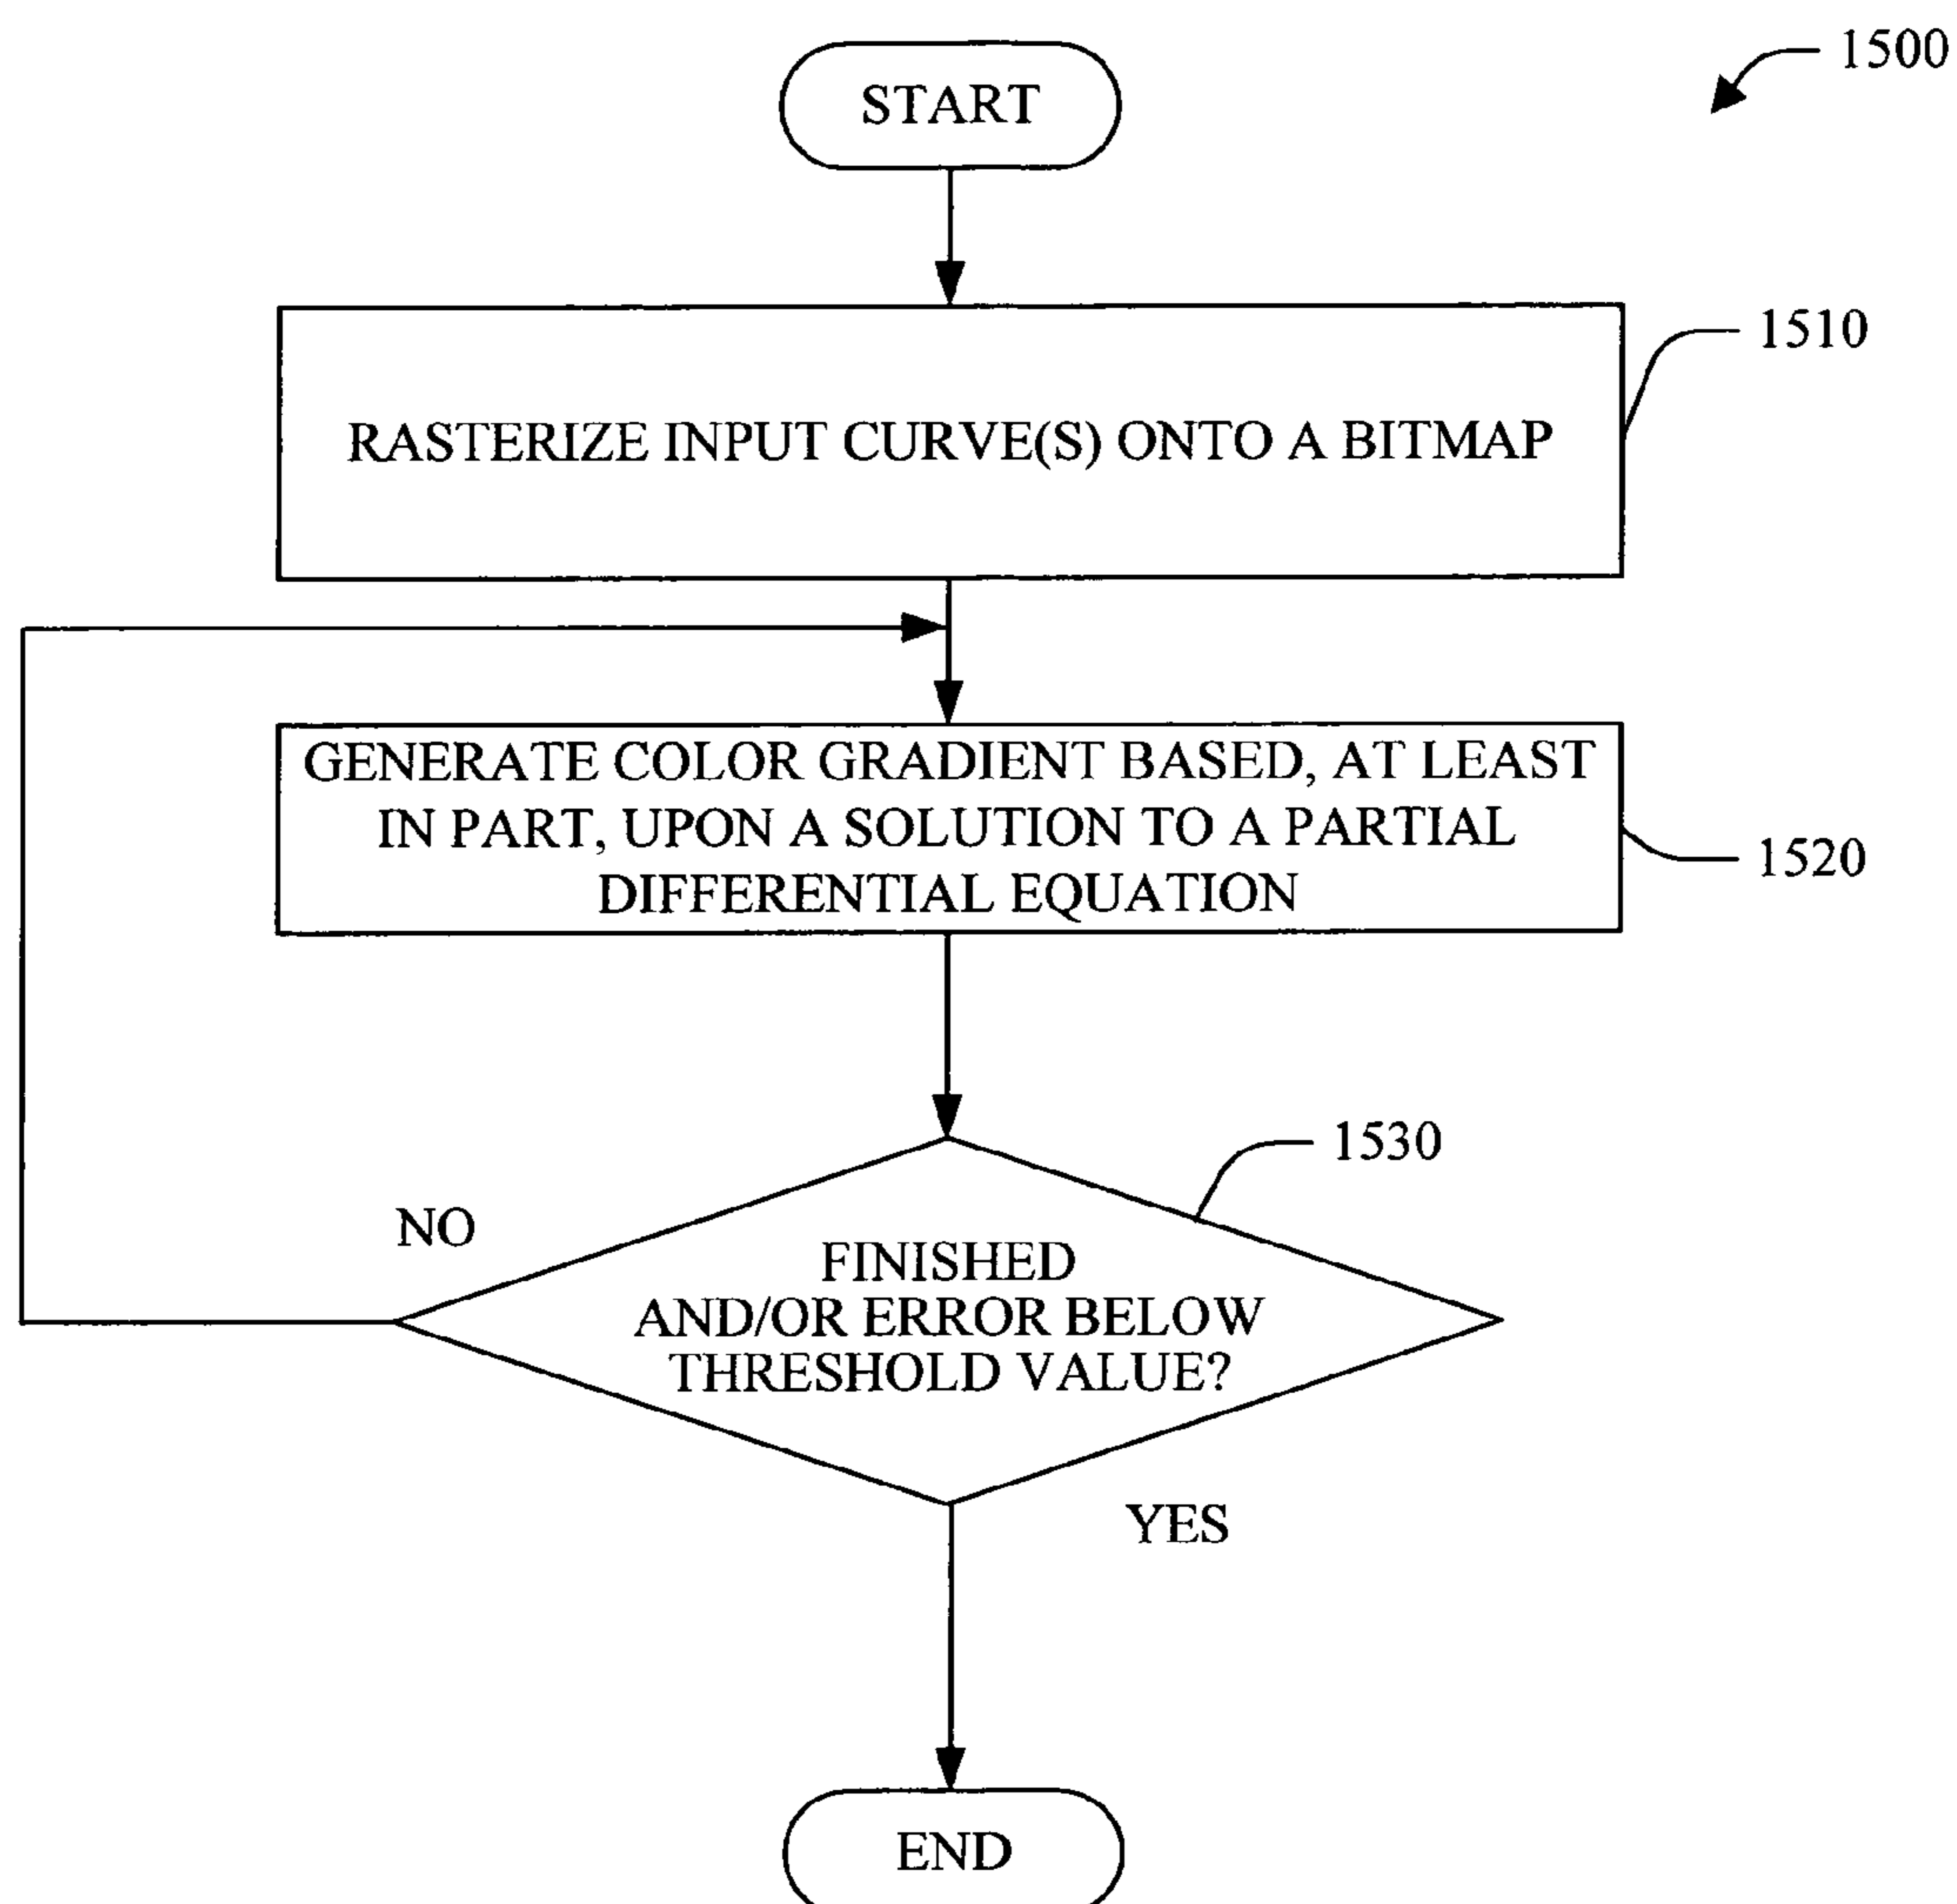 START
1500
1510
RASTERIZE INPUT CURVE(S) ONTO A BITMAP
GENERATE COLOR GRADIENT BASED, AT LEAST
IN PART, UPON A SOLUTION TO A PARTIAL
DIFFERENTIAL EQUATION
1520
1530
NO
FINISHED
AND/OR ERROR BELOW
THRESHOLD VALUE?
YES
END